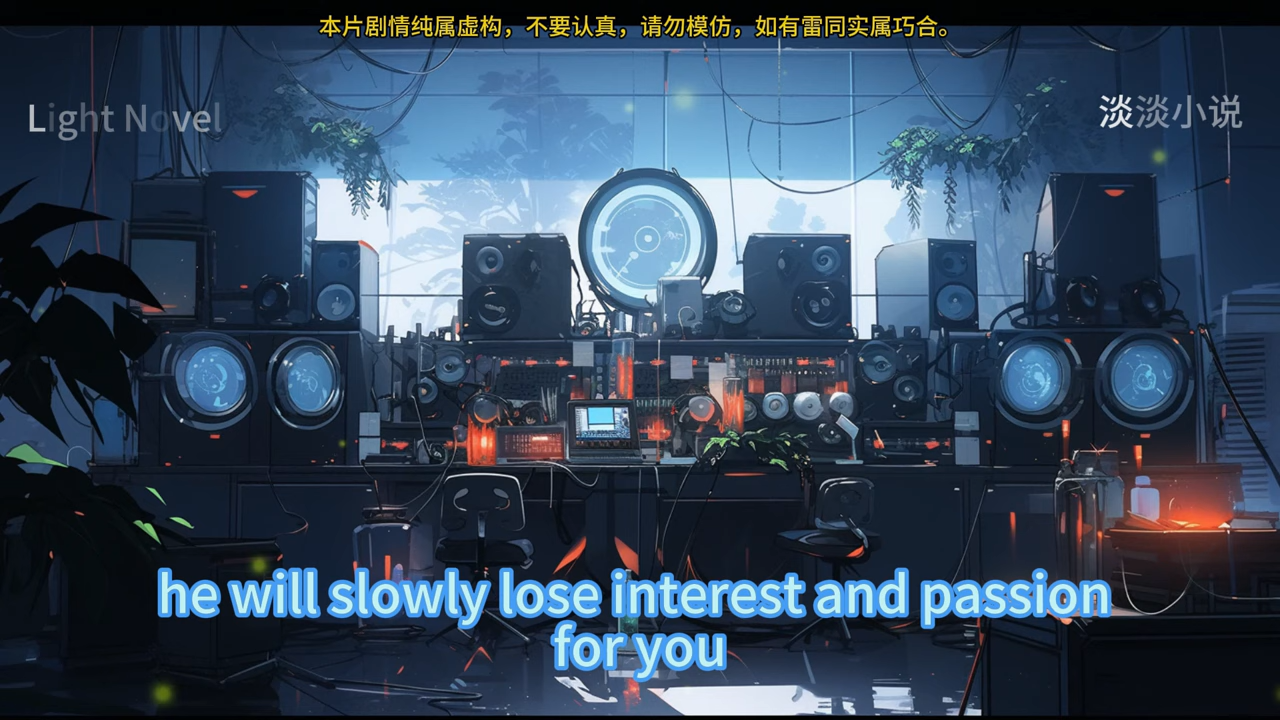 本片剧情纯属虚构，不要认真，请勿模仿，如有雷同实属巧合。
Light Novel
淡淡小说
he will slowly lose interest and passion
for you